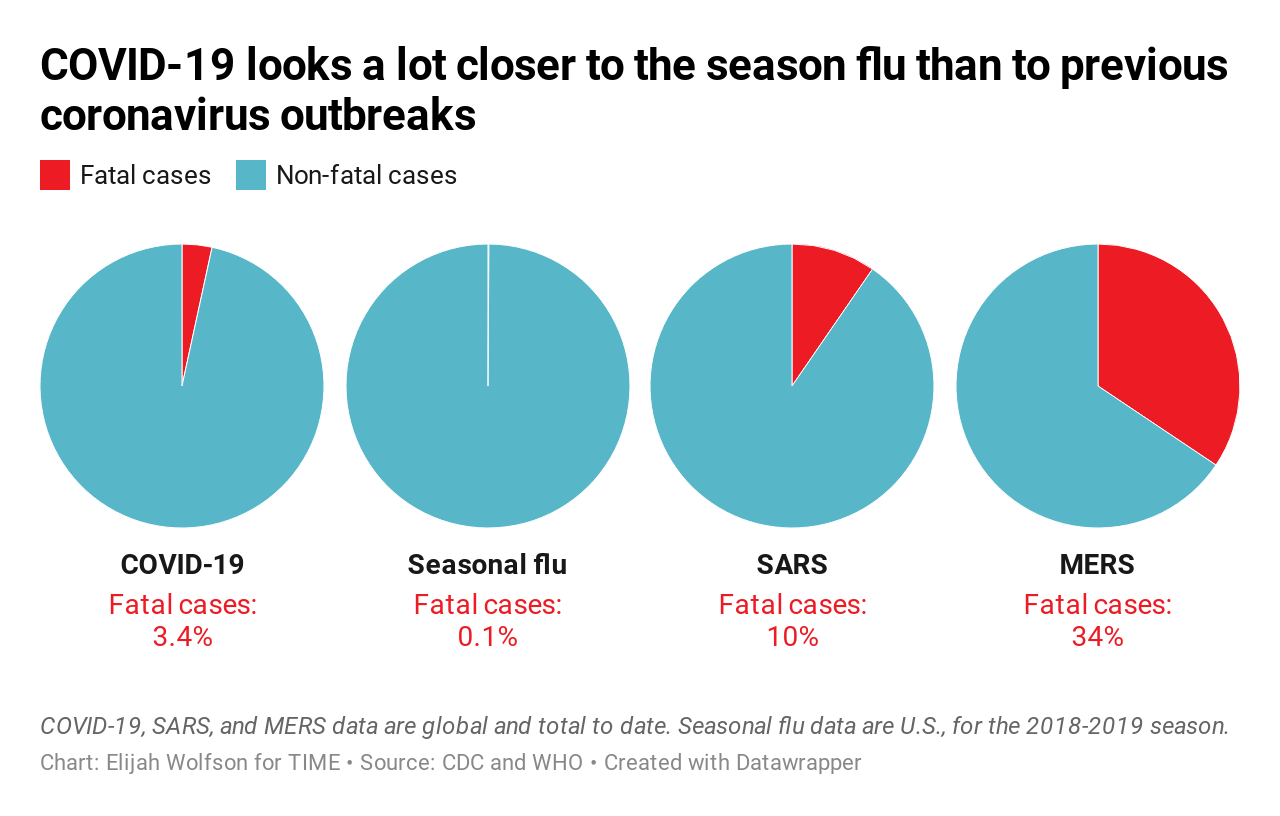 COVID-19 looks a lot closer to the season flu than to previous
coronavirus outbreaks
Fatal cases Non-fatal cases
COVID-19 Seasonal flu SARS MERS
Fatal cases: Fatal cases: Fatal cases: Fatal cases:
3.4% 0.1% 10% 34%
COVID-19, SARS, and MERS data are global and total to date. Seasonal flu data are U.S., for the 2018-2019 season.
Chart: Elijah Wolfson for TIME • Source: CDC and WHO • Created with Datawrapper